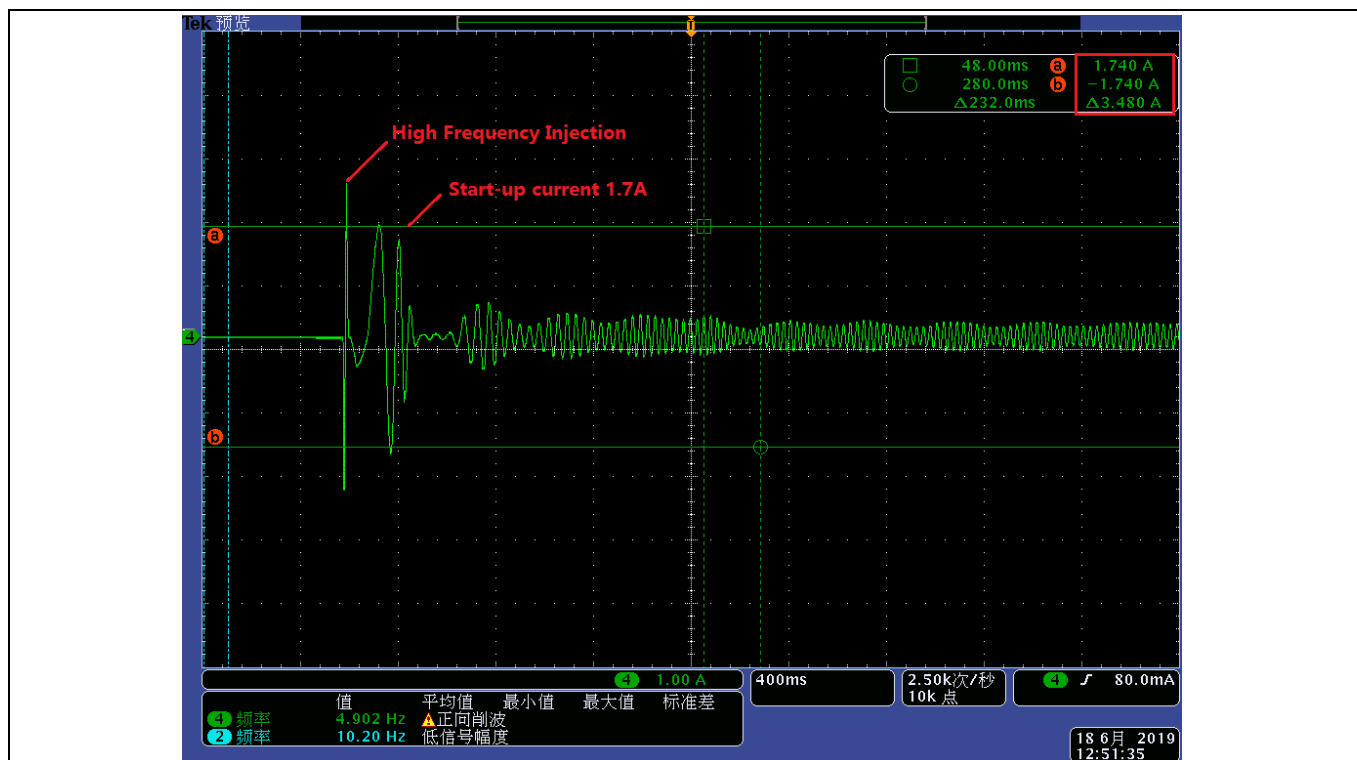 Tek 预览
T
48.00ms a 1.740 A
280.0ms b -1.740 A
Δ232.0ms Δ3.480 A
High Frequency Injection
Start-up current 1.7A
a
4
b
4 1.00 A
400ms
2.50k次/秒
10k 点
4 80.0mA
值 平均值 最小值 最大值 标准差
4 频率 4.902 Hz 正向削波
2 频率 10.20 Hz 低信号幅度
18 6月 2019
12:51:35